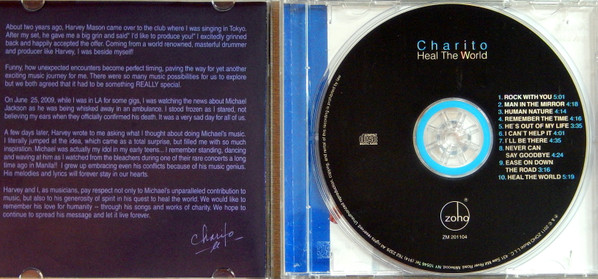 About two years ago, Harvey Mason came over to the club where I was singing in Tokyo.
After my set, he gave me a big grin and said" I'd like to produce you!" I excitedly grinned
back and happily accepted the offer. Coming from a world renowned, masterful drummer
and producer like Harvey, I was beside myself!
Funny, how unexpected encounters become perfect timing, paving the way for yet another
exciting music journey for me. There were so many music possibilities for us to explore
but we both agreed that it had to be something REALLY special.
On June 25, 2009, while I was in LA for some gigs, I was watching the news about Michael
Jackson as he was being whisked away in an ambulance. I stood frozen as I stared, not
believing my ears when they officially confirmed his death. It was a very sad day for all of us.
A few days later, Harvey wrote to me asking what I thought about doing Michael's music.
I literally jumped at the idea, which came as a total surprise, but filled me with so much
inspiration. Michael was actually my idol in my early teens... I remember standing, dancing
and waving at him as I watched from the bleachers during one of their rare concerts a long
time ago in Manila!! I grew up embracing even his conflicts because of his music genius.
His melodies and lyrics will forever stay in our hearts.
Harvey and I, as musicians, pay respect not only to Michael's unparalleled contribution to
music, but also to his generosity of spirit in his quest to heal the world. We would like to
remember his love for humanity – through his songs and works of charity. We hope to
continue to spread his message and let it live forever.
Charito
Charito
Heal The World
1. ROCK WITH YOU 5:01
2. MAN IN THE MIRROR 4:18
3. HUMAN NATURE 4:14
4. REMEMBER THE TIME 4:16
5. HE'S OUT OF MY LIFE 3:35
6. I CAN'T HELP IT 4:01
7. I'LL BE THERE 4:35
8. NEVER CAN
SAY GOODBYE 4:24
9. EASE ON DOWN
THE ROAD 3:16
10. HEAL THE WORLD 5:19
COMPACT
disc
DIGITAL AUDIO
zoho
ZM 201104